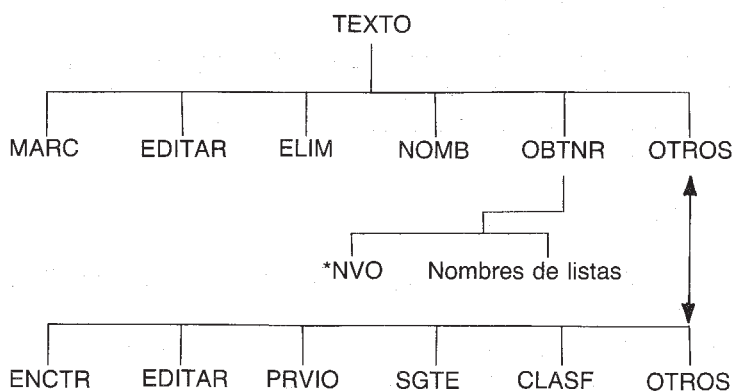 TEXTO
MARC EDITAR ELIM NOMB OBTNR OTROS
*NVO Nombres de listas
ENCTR EDITAR PRVIO SGTE CLASF OTROS